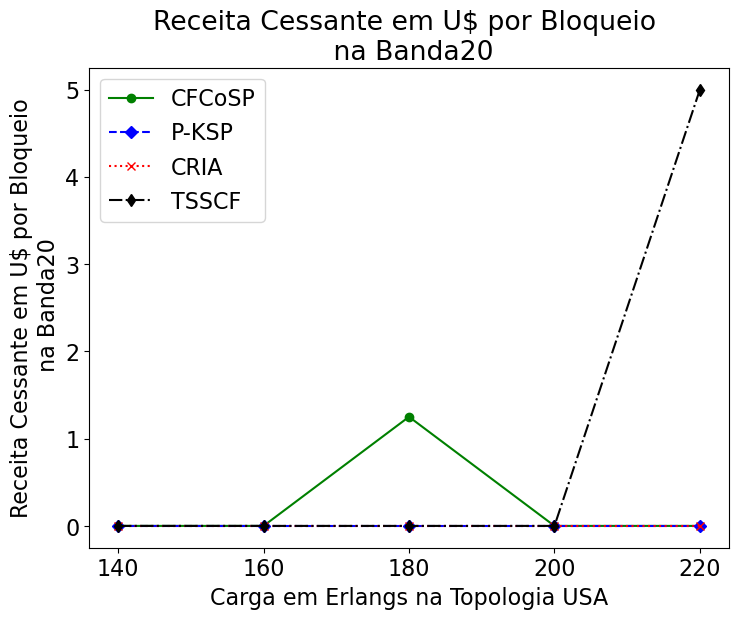 Receita Cessante em U$ por Bloqueio
na Banda20
Receita Cessante em U$ por Bloqueio
na Banda20
5
4
3
2
1
0
CFCoSP
P-KSP
CRIA
TSSCF
140 160 180 200 220
Carga em Erlangs na Topologia USA